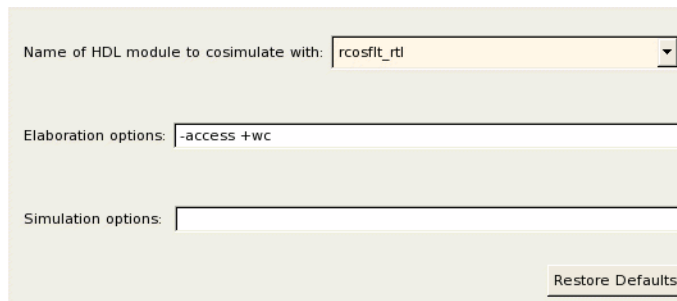 Name of HDL module to cosimulate with: rcosflt_rtl
Elaboration options: -access +wc
Simulation options:
Restore Defaults